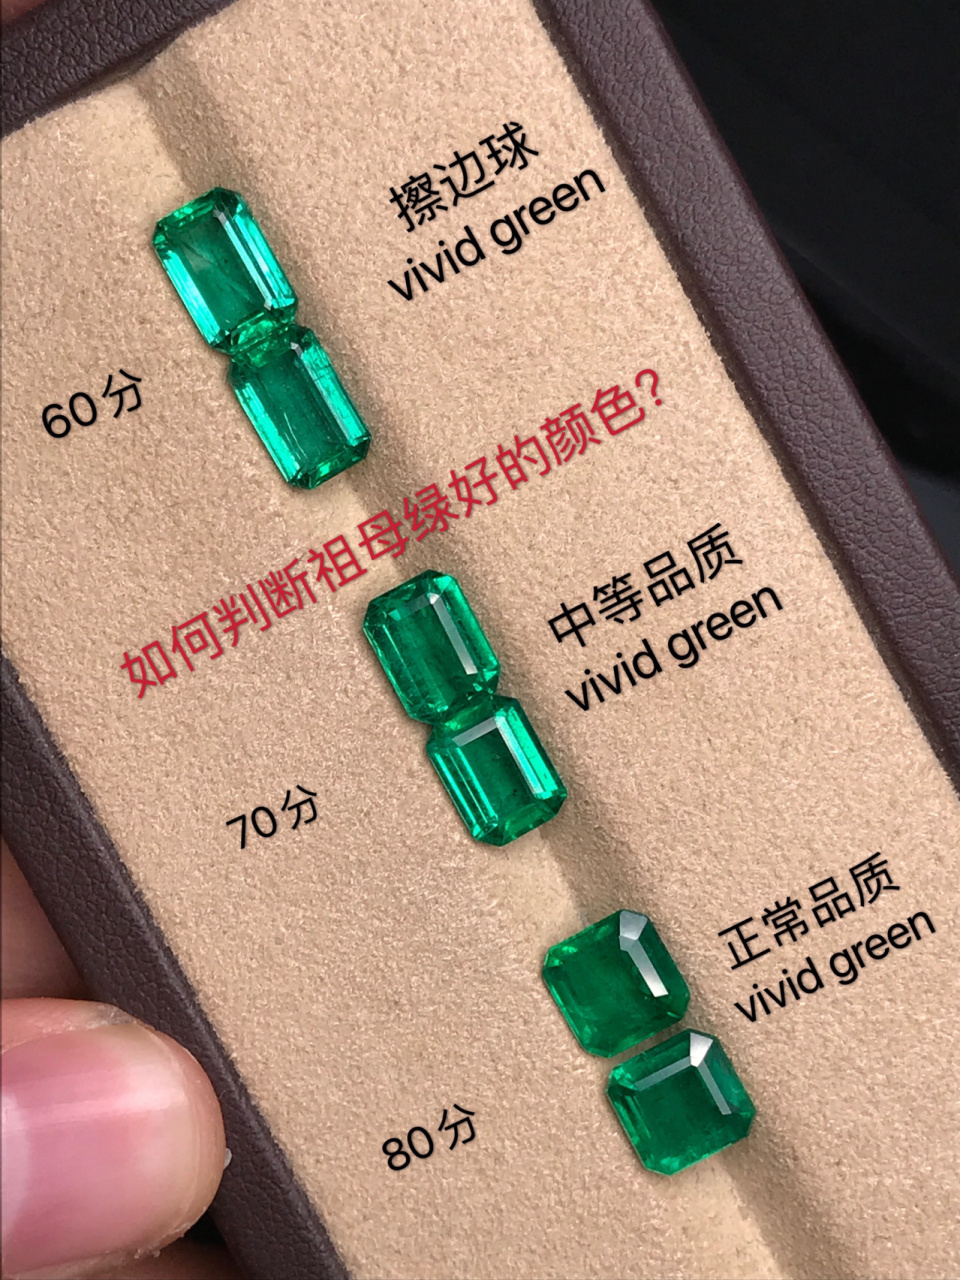 擦边球
vivid green
60分
如何判断祖母绿好的颜色?
中等品质
vivid green
70分
正常品质
vivid green
80分